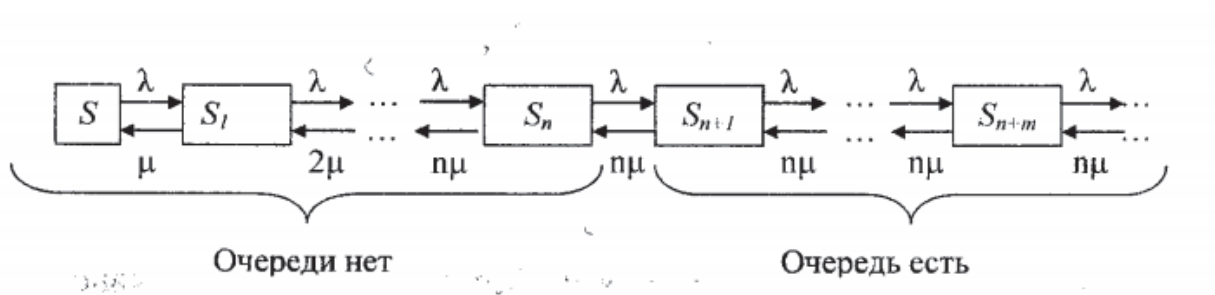 λ λ λ λ λ λ λ
S S₁ ... Sₙ Sₙ₊₁ ... Sₙ₊ₘ ...
... ... ...
μ 2μ nμ nμ nμ nμ nμ
Очереди нет Очередь есть